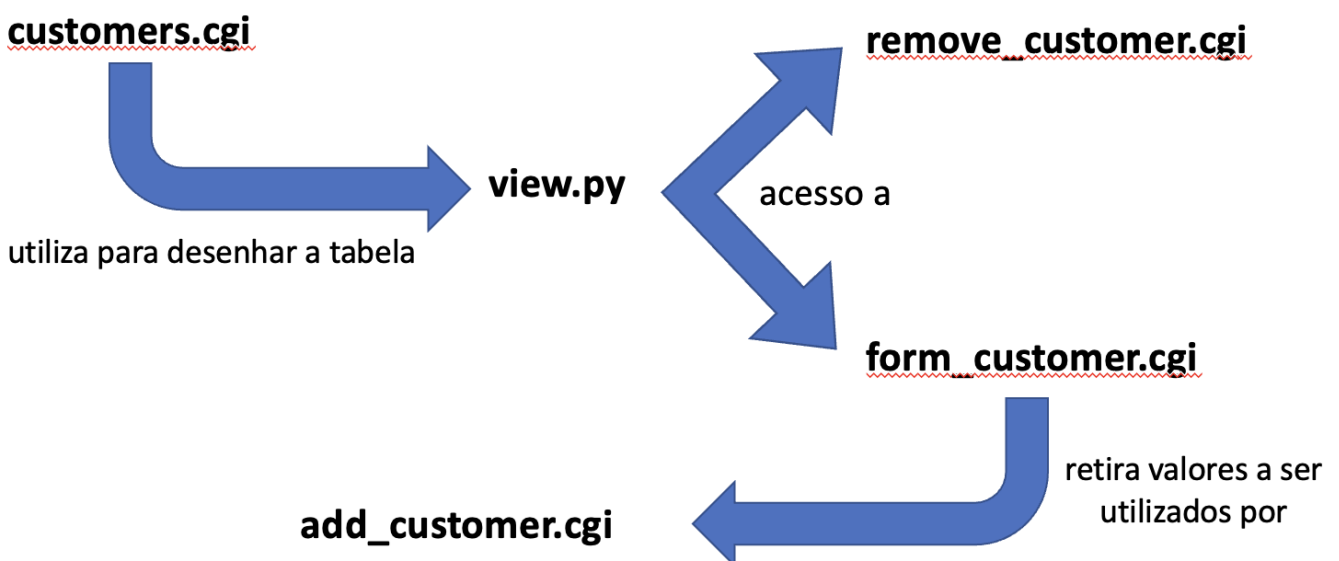 customers.cgi
remove_customer.cgi
view.py
acesso a
utiliza para desenhar a tabela
form_customer.cgi
retira valores a ser
utilizados por
add_customer.cgi